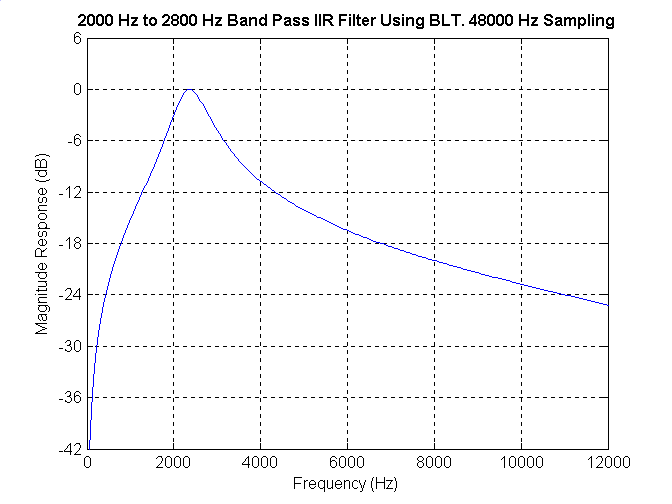 2000 Hz to 2800 Hz Band Pass IIR Filter Using BLT. 48000 Hz Sampling
6
0
-6
-12
-18
-24
-30
-36
-42
Magnitude Response (dB)
0 2000 4000 6000 8000 10000 12000
Frequency (Hz)